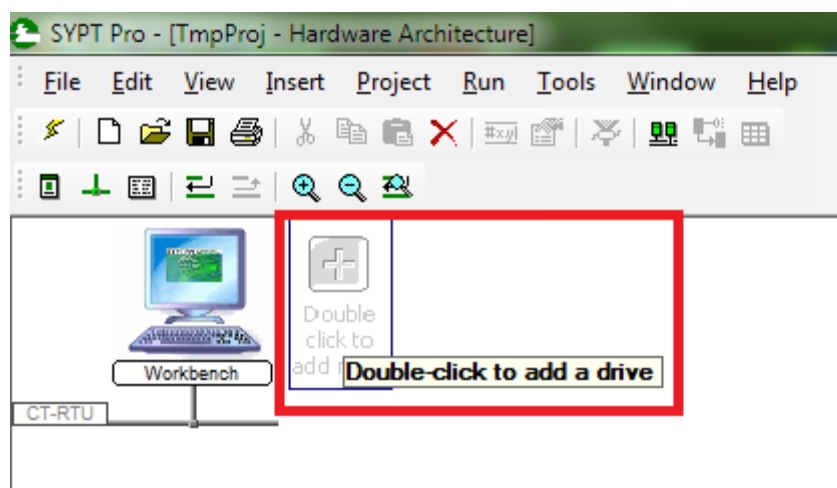 SYPT Pro - [TmpProj - Hardware Architecture]
File Edit View Insert Project Run Tools Window Help
#x.y|
Double
click to
add
Double-click to add a drive
Workbench
CT-RTU